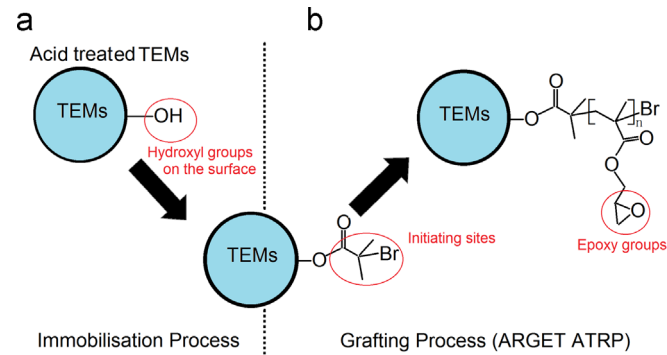 a
Acid treated TEMs
TEMs
OH
Hydroxyl groups
on the surface
TEMs
O
O
Br
Initiating sites
Immobilisation Process
b
TEMs
O
O
Br
n
O
O
O
Epoxy groups
Grafting Process (ARGET ATRP)